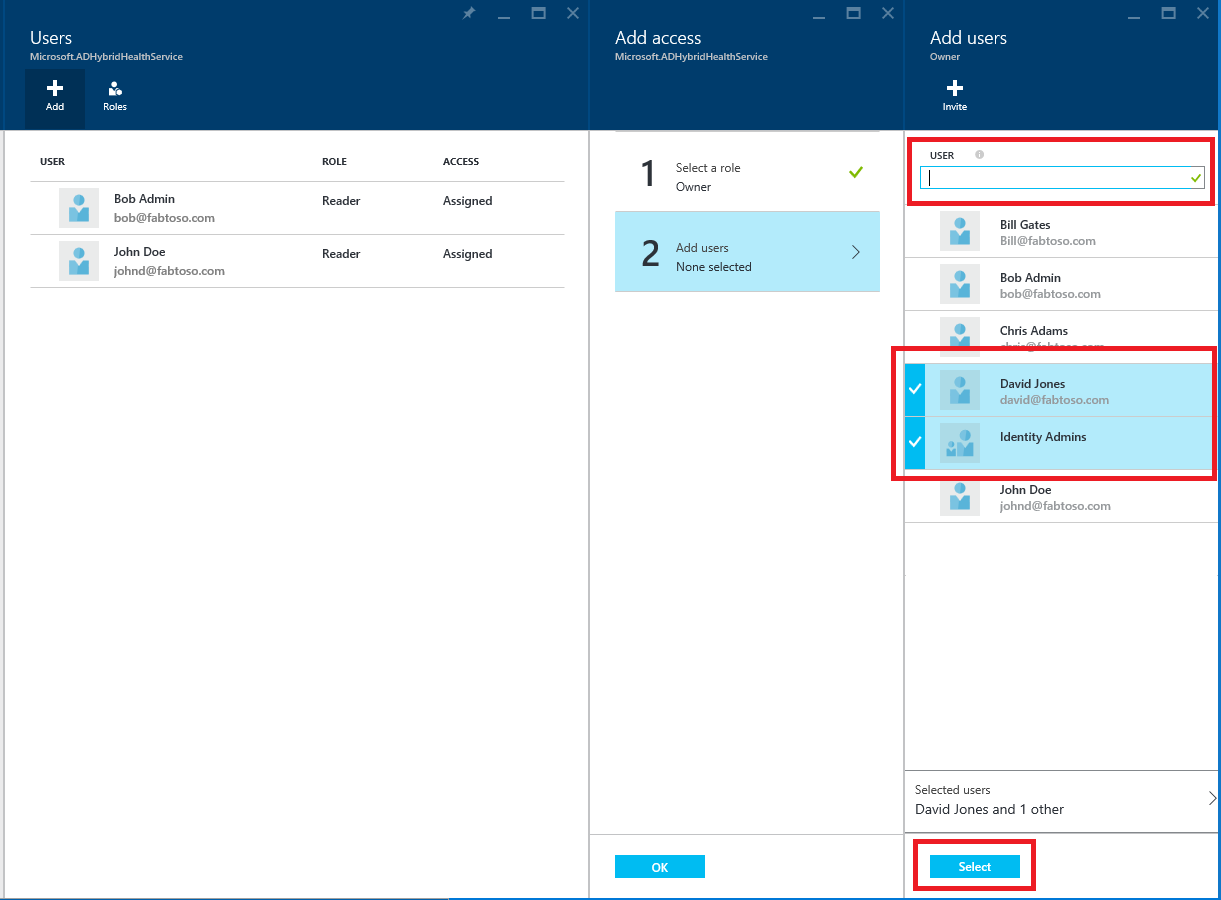 Users
Microsoft.ADHybridHealthService
Add
Roles
USER ROLE ACCESS
Bob Admin
bob@fabtoso.com
Reader
Assigned
John Doe
johnd@fabtoso.com
Reader
Assigned
Add access
Microsoft.ADHybridHealthService
1
Select a role
Owner
2
Add users
None selected
OK
Add users
Owner
Invite
USER
Bill Gates
Bill@fabtoso.com
Bob Admin
bob@fabtoso.com
Chris Adams
chris@fabtoso.com
David Jones
david@fabtoso.com
Identity Admins
John Doe
johnd@fabtoso.com
Selected users
David Jones and 1 other
Select